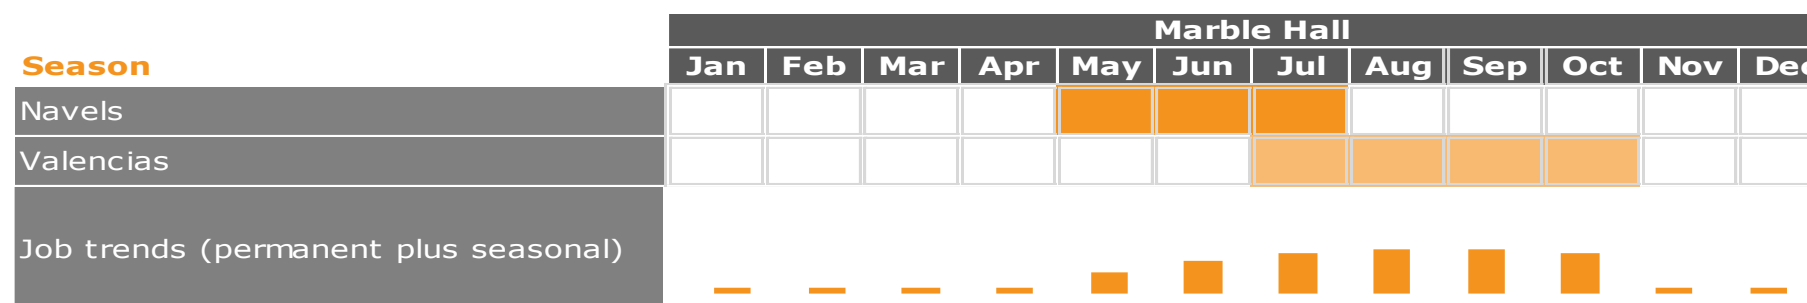 Marble Hall
Season Jan Feb Mar Apr May Jun Jul Aug Sep Oct Nov Dec
Navels
Valencias
Job trends (permanent plus seasonal)